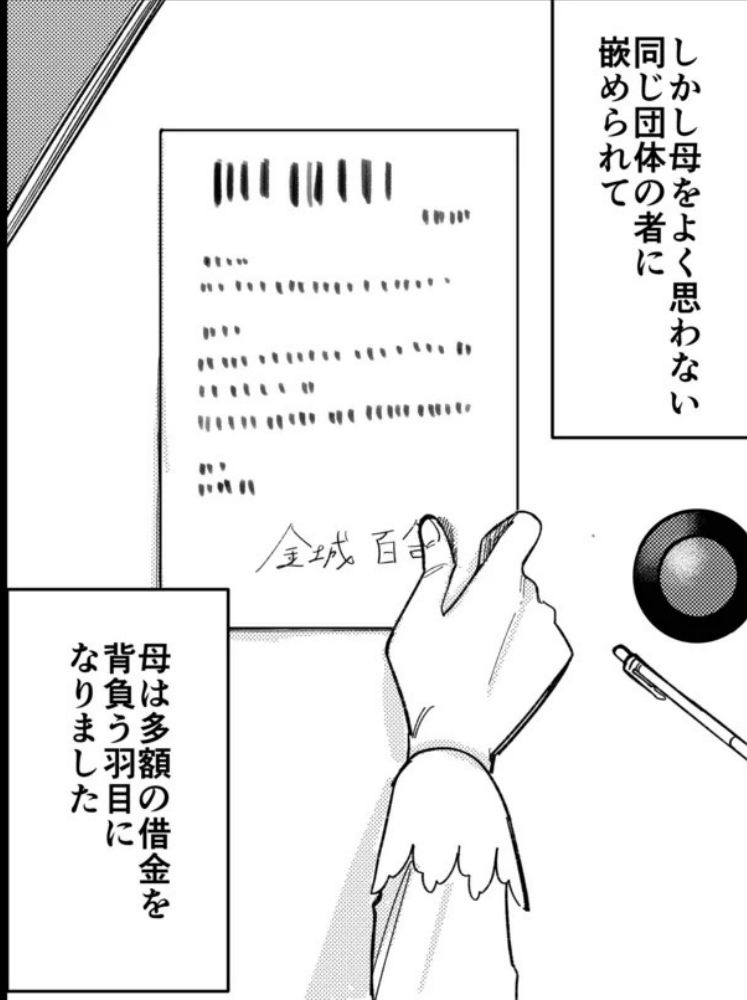 しかし母をよく思わない
同じ団体の者に
嵌められて
金城 百合
母は多額の借金を
背負う羽目に
なりました